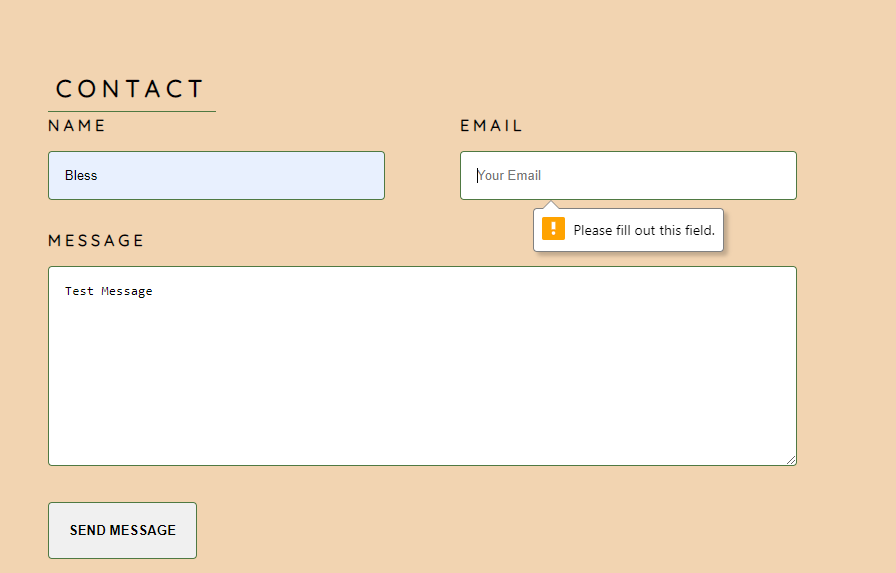 CONTACT
NAME
EMAIL
Bless
Your Email
Please fill out this field.
MESSAGE
Test Message
SEND MESSAGE